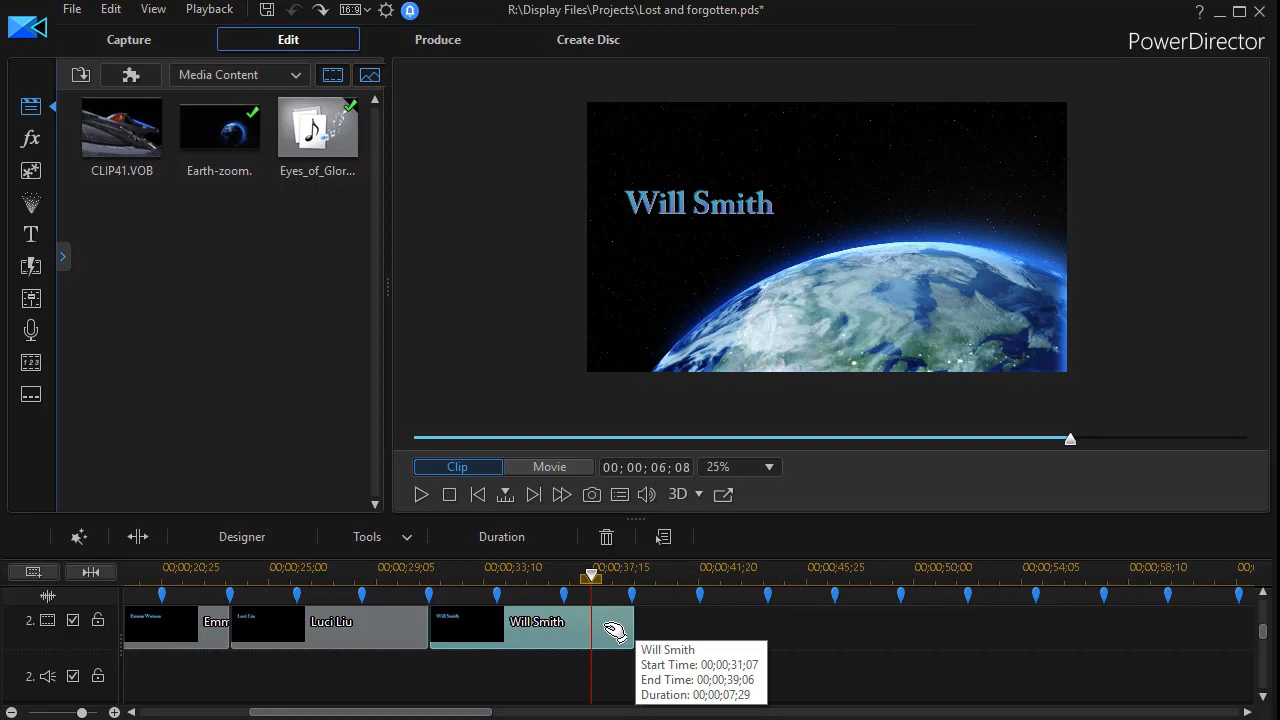 File Edit View Playback 16:9 R:\Display Files\Projects\Lost and forgotten.pds*
Capture Edit Produce Create Disc PowerDirector
Media Content
CLIP41.VOB Earth-zoom. Eyes_of_Glor...
Will Smith
fx
T
Clip Movie 00; 00; 06; 08 25%
3D
Designer Tools Duration
00;00;20;25 00;00;25;00 00;00;29;05 00;00;33;10 00;00;37;15 00;00;41;20 00;00;45;25 00;00;50;00 00;00;54;05 00;00;58;10
2. Emma Watson Emm Luci Liu Luci Liu Will Smith Will Smith
Will Smith
Start Time: 00;00;31;07
End Time: 00;00;39;06
Duration: 00;00;07;29
2.